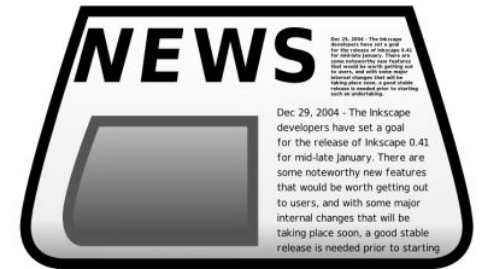 NEWS
Dec 29, 2004 - The Inkscape
developers have set a goal
for the release of Inkscape 0.41
for mid-late January. There are
some noteworthy new features
that would be worth getting out
to users, and with some major
internal changes that will be
taking place soon, a good stable
release is needed prior to starting
such an undertaking.
Dec 29, 2004 - The Inkscape
developers have set a goal
for the release of Inkscape 0.41
for mid-late January. There are
some noteworthy new features
that would be worth getting out
to users, and with some major
internal changes that will be
taking place soon, a good stable
release is needed prior to starting